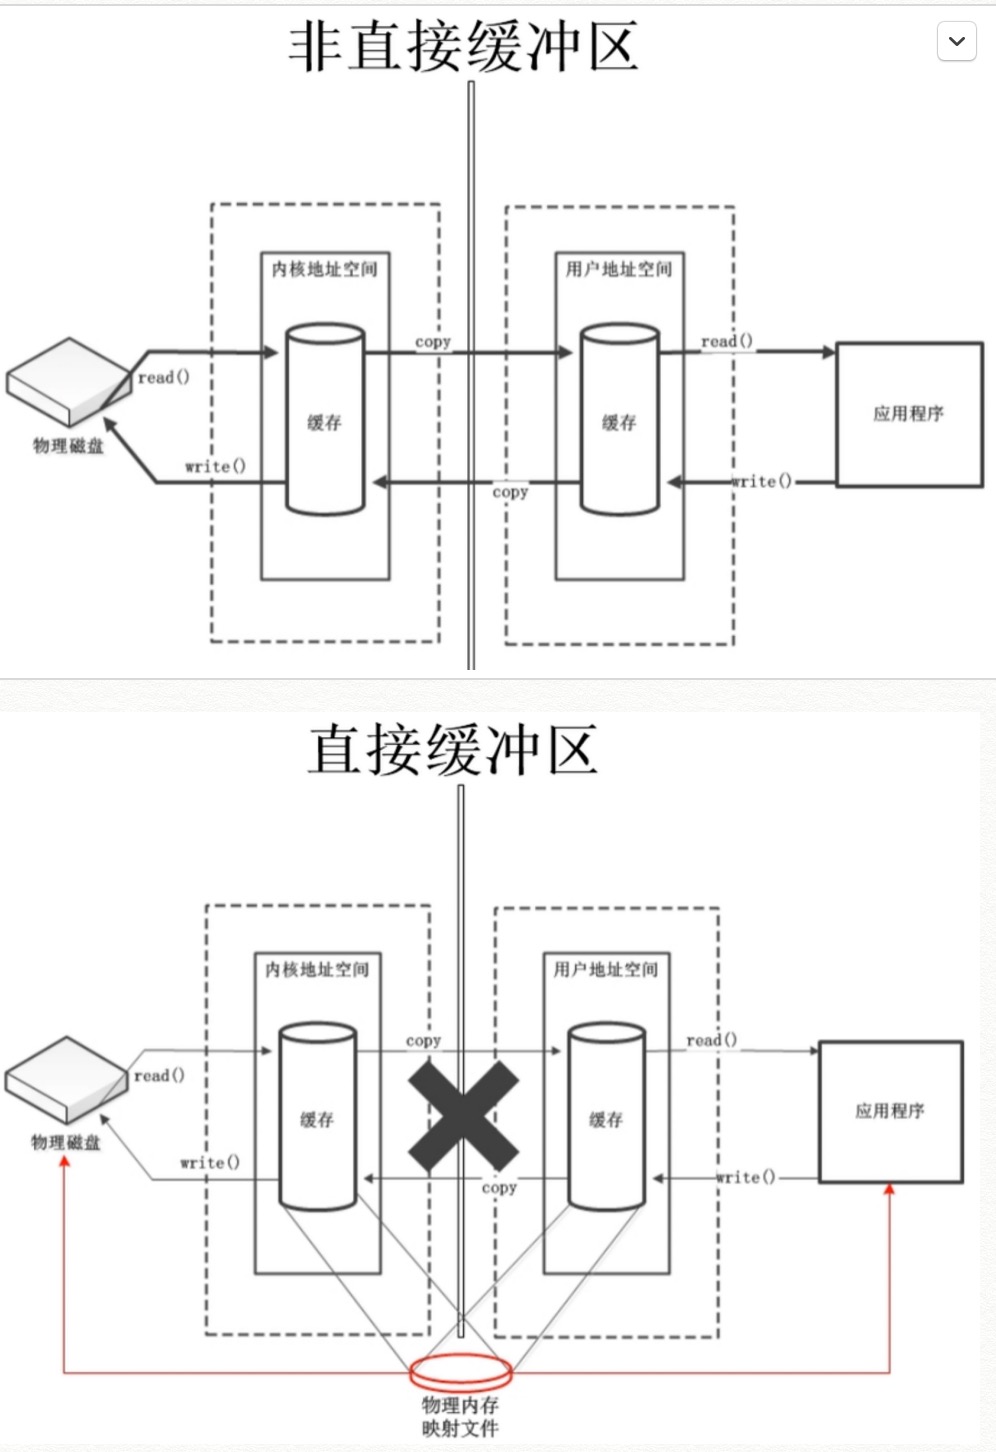 非直接缓冲区
内核地址空间
用户地址空间
copy
read()
read()
缓存
缓存
应用程序
物理磁盘
write()
copy
write()
直接缓冲区
内核地址空间
用户地址空间
copy
read()
read()
缓存
缓存
应用程序
物理磁盘
write()
copy
write()
物理内存
映射文件